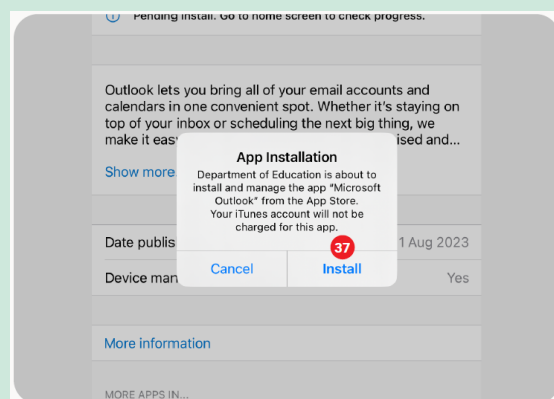 Pending install. Go to home screen to check progress.
Outlook lets you bring all of your email accounts and
calendars in one convenient spot. Whether it's staying on
top of your inbox or scheduling the next big thing, we
make it eas ised and...
Show more
App Installation
Department of Education is about to
install and manage the app “Microsoft
Outlook” from the App Store.
Your iTunes account will not be
charged for this app.
37
Cancel Install
Date publis 1 Aug 2023
Device man Yes
More information
MORE APPS IN...